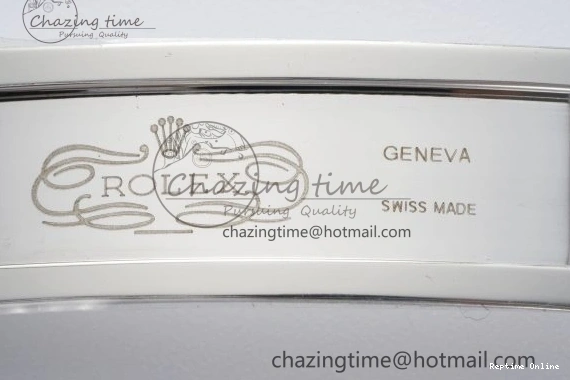 Chazing time
Pursuing Quality
ROLEX
GENEVA
Chazing time
Pursuing Quality
SWISS MADE
chazingtime@hotmail.com
chazingtime@hotmail.com
Reptime Online